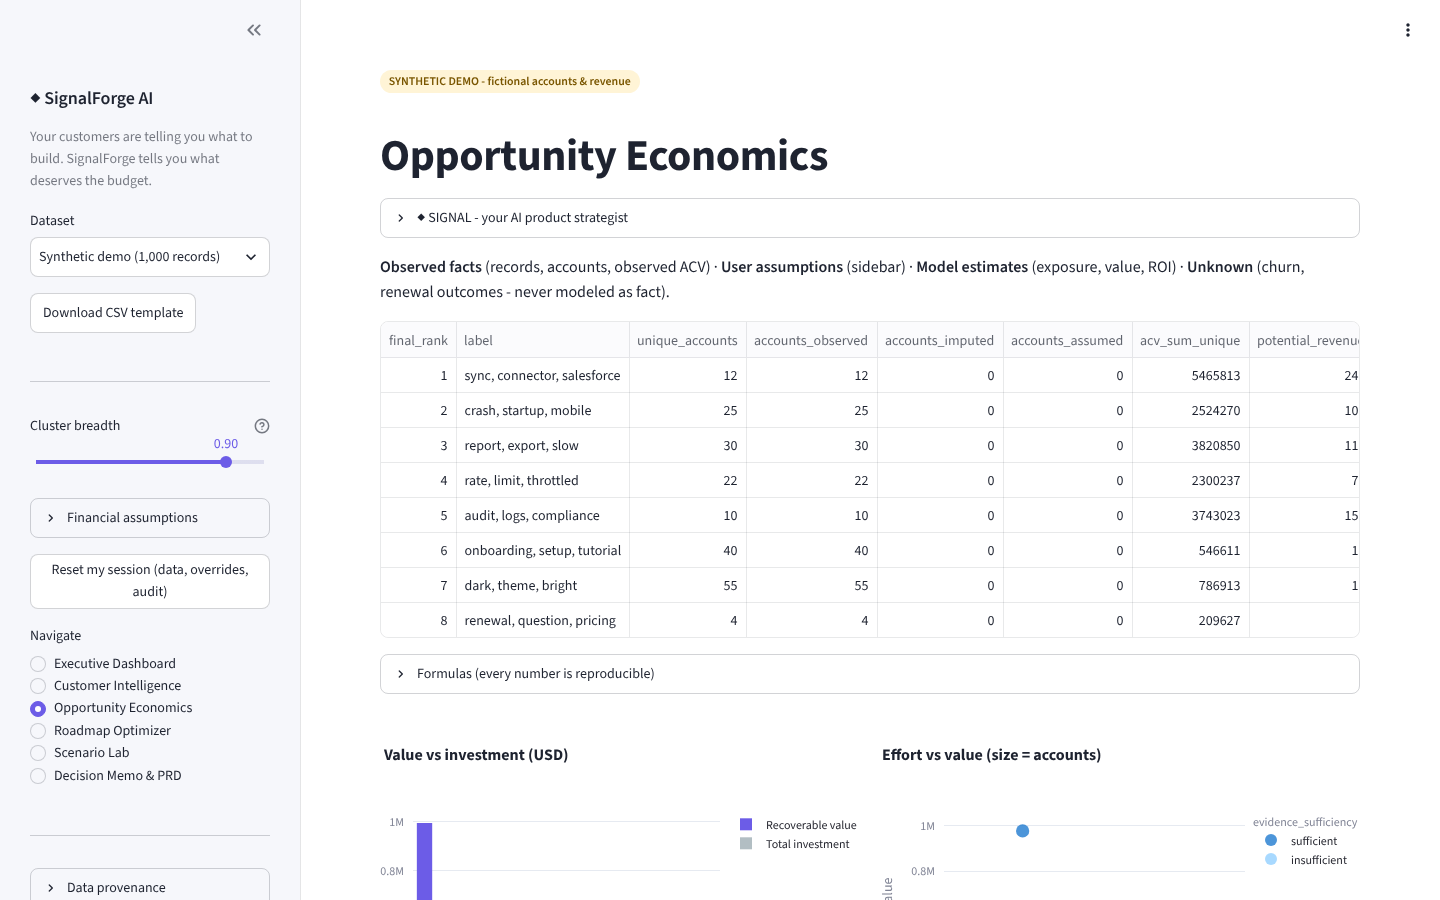 ◆ SignalForge AI
Your customers are telling you what to
build. SignalForge tells you what
deserves the budget.
Dataset
Synthetic demo (1,000 records)
Download CSV template
Cluster breadth
0.90
Financial assumptions
Reset my session (data, overrides,
audit)
Navigate
Executive Dashboard
Customer Intelligence
Opportunity Economics
Roadmap Optimizer
Scenario Lab
Decision Memo & PRD
Data provenance
SYNTHETIC DEMO - fictional accounts & revenue
Opportunity Economics
◆ SIGNAL - your AI product strategist
Observed facts (records, accounts, observed ACV) · User assumptions (sidebar) · Model estimates (exposure, value, ROI) · Unknown (churn,
renewal outcomes - never modeled as fact).
final_rank label unique_accounts accounts_observed accounts_imputed accounts_assumed acv_sum_unique potential_revenue
1 sync, connector, salesforce 12 12 0 0 5465813 24
2 crash, startup, mobile 25 25 0 0 2524270 10
3 report, export, slow 30 30 0 0 3820850 11
4 rate, limit, throttled 22 22 0 0 2300237 7
5 audit, logs, compliance 10 10 0 0 3743023 15
6 onboarding, setup, tutorial 40 40 0 0 546611 1
7 dark, theme, bright 55 55 0 0 786913 1
8 renewal, question, pricing 4 4 0 0 209627
Formulas (every number is reproducible)
Value vs investment (USD)
1M
0.8M
Recoverable value
Total investment
Effort vs value (size = accounts)
1M
0.8M
evidence_sufficiency
sufficient
insufficient